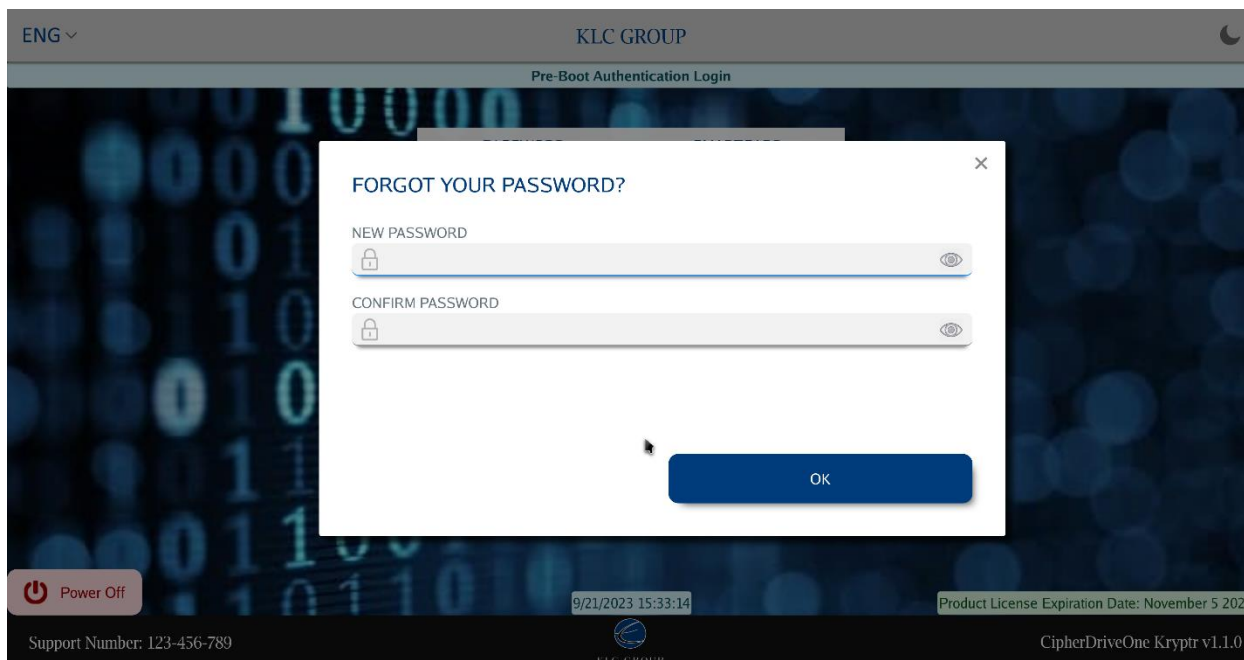 ENG
KLC GROUP
Pre-Boot Authentication Login
FORGOT YOUR PASSWORD?
NEW PASSWORD
CONFIRM PASSWORD
OK
Power Off
9/21/2023 15:33:14
Product License Expiration Date: November 5 202
Support Number: 123-456-789
KLC GROUP
CipherDriveOne Kryptr v1.1.0